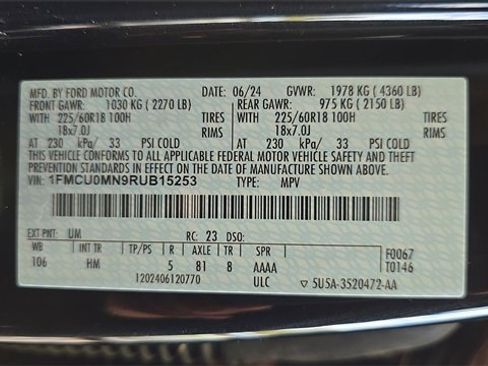 MFD. BY FORD MOTOR CO. DATE: 06/24 GVWR: 1978 KG ( 4360 LB)
FRONT GAWR: 1030 KG ( 2270 LB) REAR GAWR: 975 KG ( 2150 LB)
WITH 225/60R18 100H TIRES WITH 225/60R18 100H TIRES
18x7.0J RIMS 18x7.0J RIMS
AT 230 kPa/ 33 PSI COLD AT 230 kPa/ 33 PSI COLD
THIS VEHICLE CONFORMS TO ALL APPLICABLE FEDERAL MOTOR VEHICLE SAFETY AND THEFT
PREVENTION STANDARDS IN EFFECT ON THE DATE OF MANUFACTURE SHOWN ABOVE.
VIN: 1FMCU0MN9RUB15253 TYPE: MPV
EXT PNT: UM RC: 23 DSO:
WB INT TR TP/PS R AXLE TR SPR F0067
106 HM 5 81 8 AAAA T0146
1202406120770 ULC ▽ 5U5A-3520472-AA